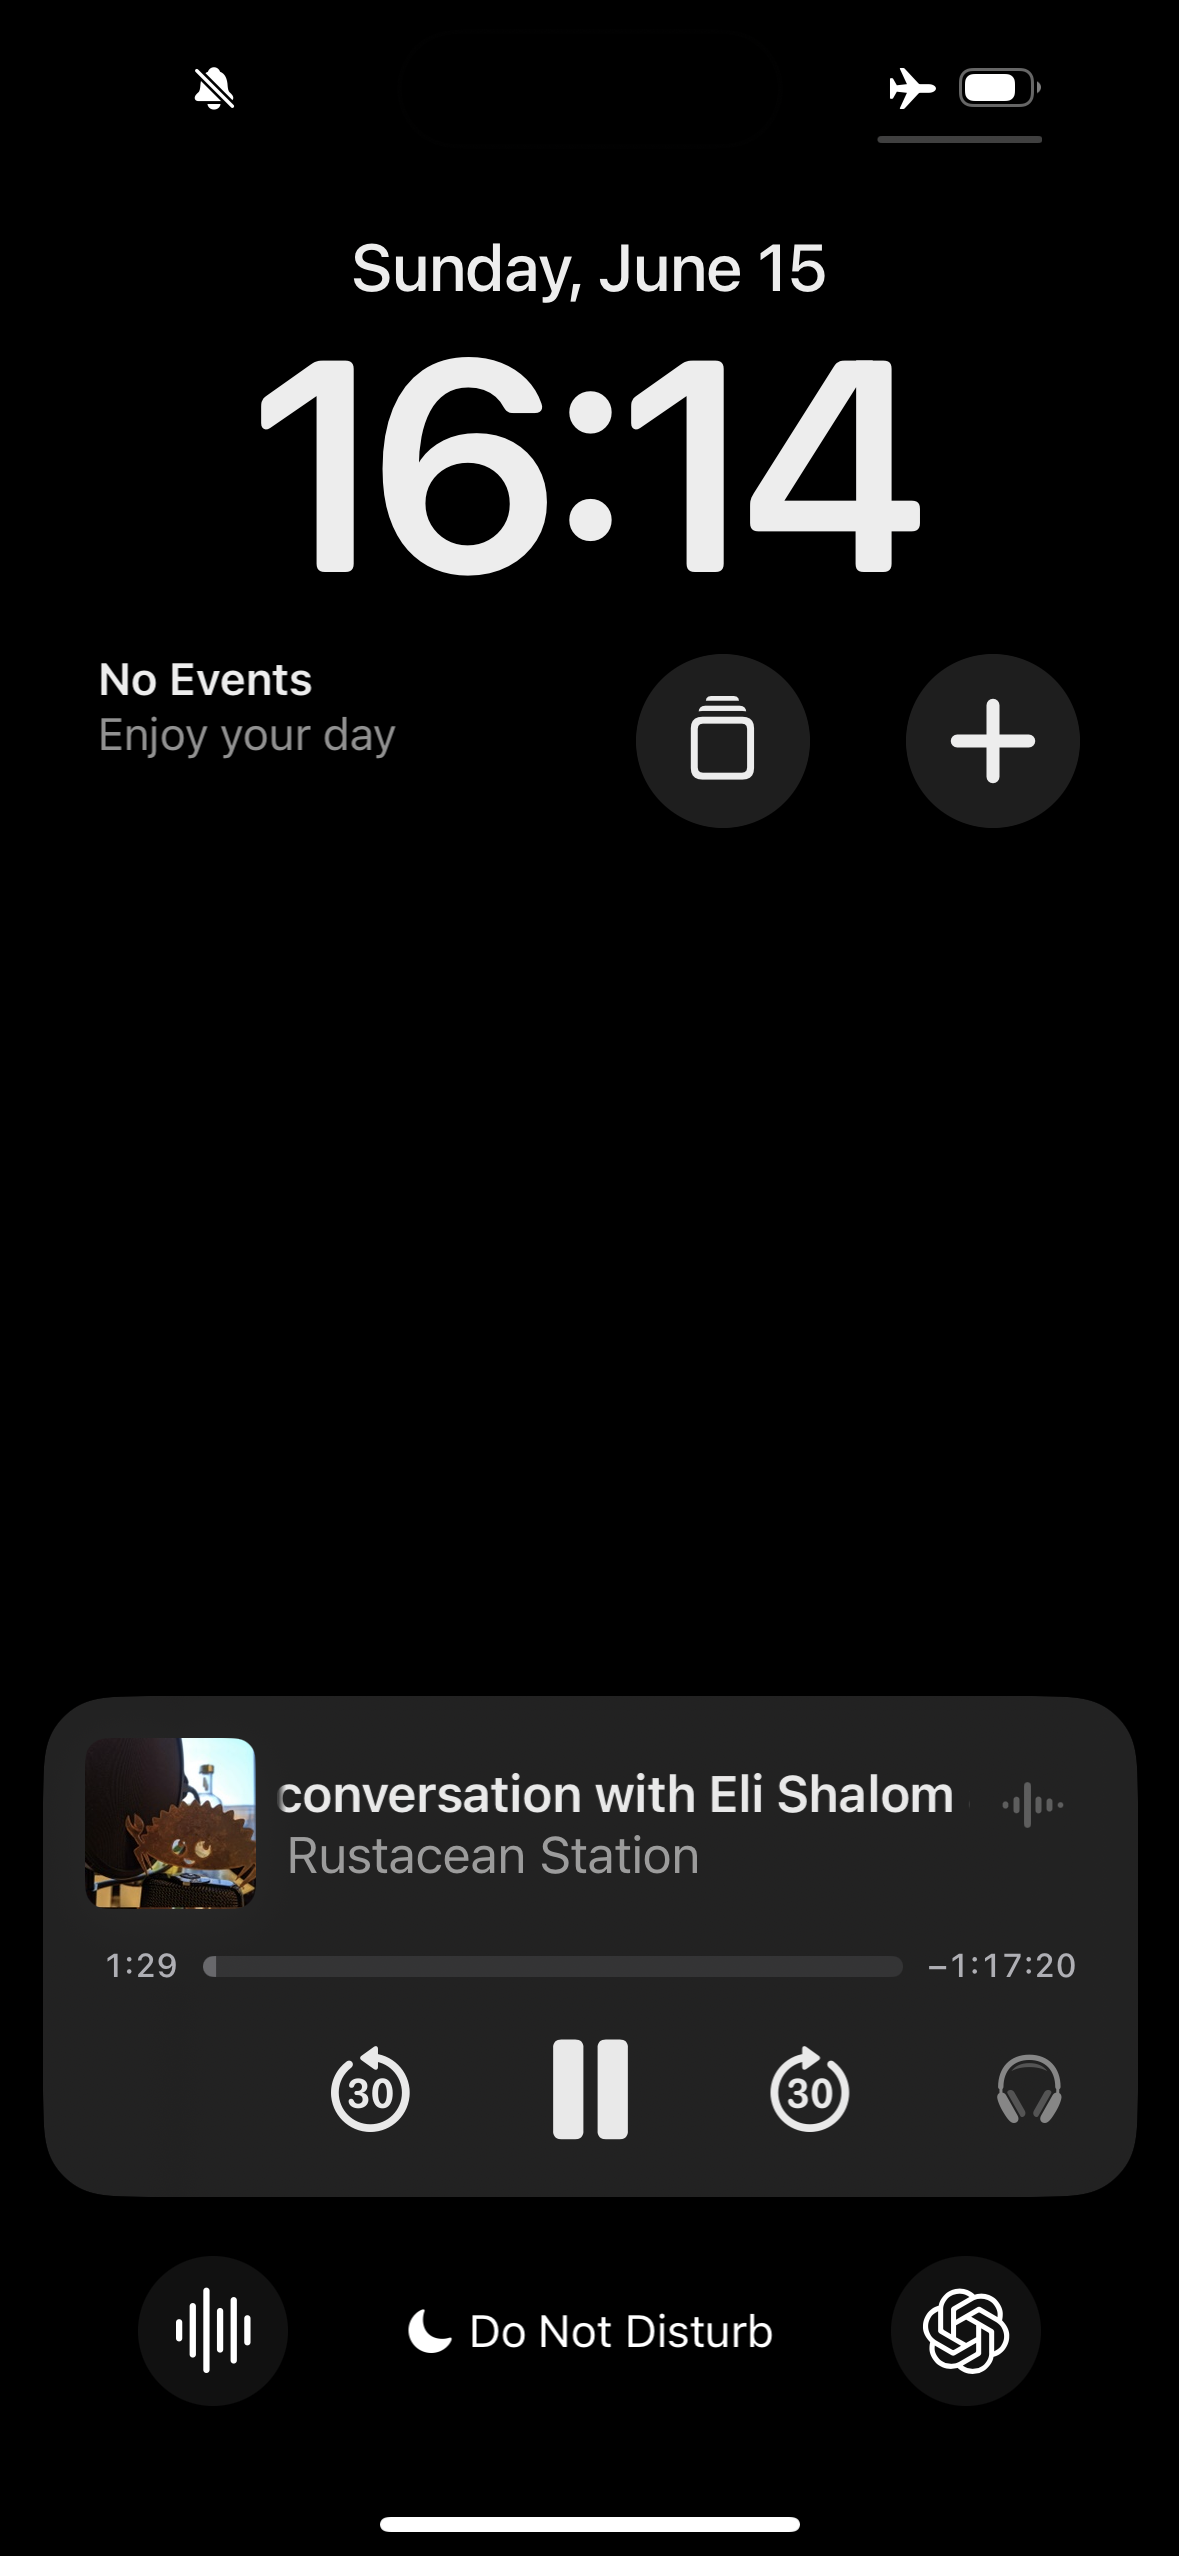 Sunday, June 15
16:14
No Events
Enjoy your day
conversation with Eli Shalom
Rustacean Station
1:29
−1:17:20
30
30
Do Not Disturb